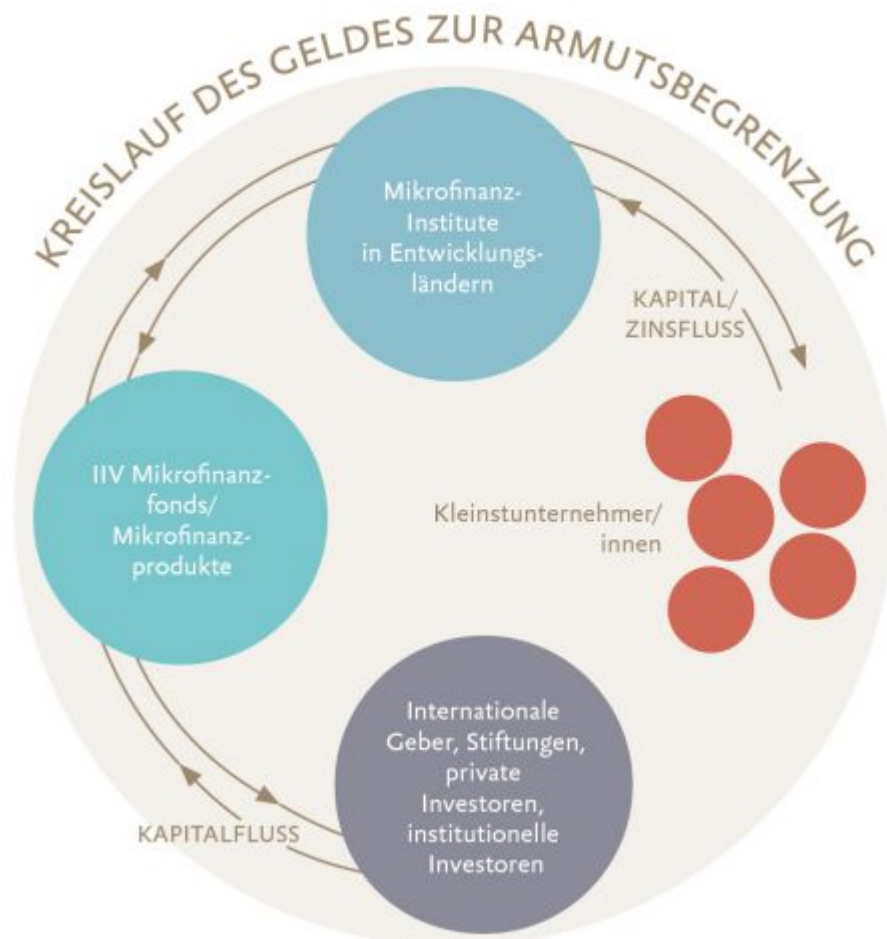 KREISLAUF DES GELDES ZUR ARMUTSBEGRENZUNG
Mikrofinanz-
Institute
in Entwicklungs-
ländern
KAPITAL/
ZINSFLUSS
IIV Mikrofinanz-
fonds/
Mikrofinanz-
produkte
Kleinstunternehmer/
innen
Internationale
Geber, Stiftungen,
private
Investoren,
institutionelle
Investoren
KAPITALFLUSS